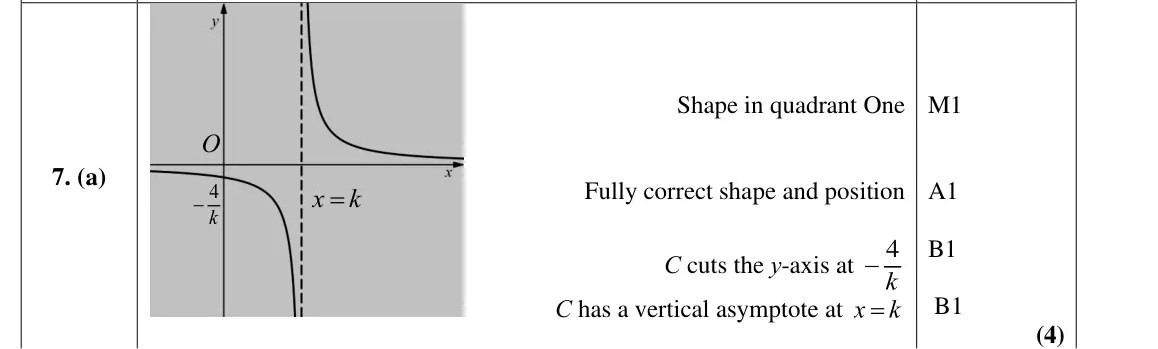 7. (a)
y
O
x
-4/k
x = k
Shape in quadrant One M1
Fully correct shape and position A1
C cuts the y-axis at -4/k B1
C has a vertical asymptote at x = k B1
(4)